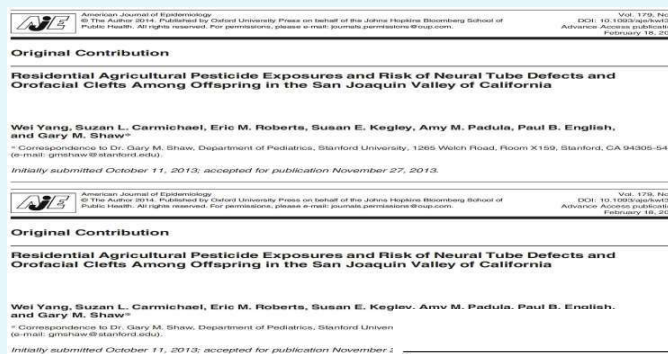 AJE
American Journal of Epidemiology
© The Author 2014. Published by Oxford University Press on behalf of the Johns Hopkins Bloomberg School of
Public Health. All rights reserved. For permissions, please e-mail: journals.permissions@oup.com.
Vol. 179, No
DOI: 10.1093/aje/kwt3
Advance Access publicati
February 18, 20
Original Contribution
Residential Agricultural Pesticide Exposures and Risk of Neural Tube Defects and
Orofacial Clefts Among Offspring in the San Joaquin Valley of California
Wei Yang, Suzan L. Carmichael, Eric M. Roberts, Susan E. Kegley, Amy M. Padula, Paul B. English,
and Gary M. Shaw*
* Correspondence to Dr. Gary M. Shaw, Department of Pediatrics, Stanford University, 1265 Welch Road, Room X159, Stanford, CA 94305-54
(e-mail: gmshaw@stanford.edu).
Initially submitted October 11, 2013; accepted for publication November 27, 2013.
AJE
American Journal of Epidemiology
© The Author 2014. Published by Oxford University Press on behalf of the Johns Hopkins Bloomberg School of
Public Health. All rights reserved. For permissions, please e-mail: journals.permissions@oup.com.
Vol. 179, No
DOI: 10.1093/aje/kwt3
Advance Access publicati
February 18, 20
Original Contribution
Residential Agricultural Pesticide Exposures and Risk of Neural Tube Defects and
Orofacial Clefts Among Offspring in the San Joaquin Valley of California
Wei Yang, Suzan L. Carmichael, Eric M. Roberts, Susan E. Kegley, Amy M. Padula, Paul B. English,
and Gary M. Shaw*
* Correspondence to Dr. Gary M. Shaw, Department of Pediatrics, Stanford Univer
(e-mail: gmshaw@stanford.edu).
Initially submitted October 11, 2013; accepted for publication November